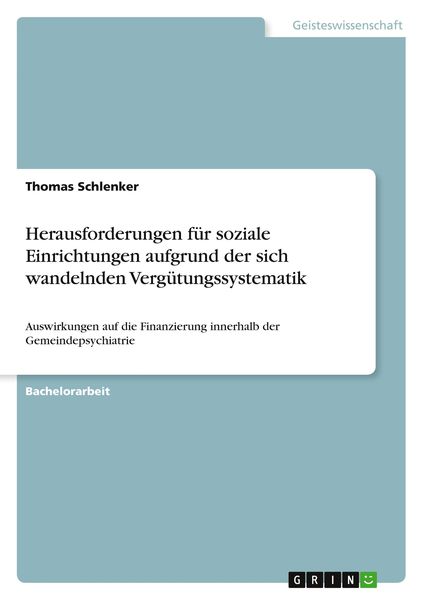 Geisteswissenschaft
Thomas Schlenker
Herausforderungen für soziale
Einrichtungen aufgrund der sich
wandelnden Vergütungssystematik
Auswirkungen auf die Finanzierung innerhalb der
Gemeindepsychiatrie
Bachelorarbeit
GRIN